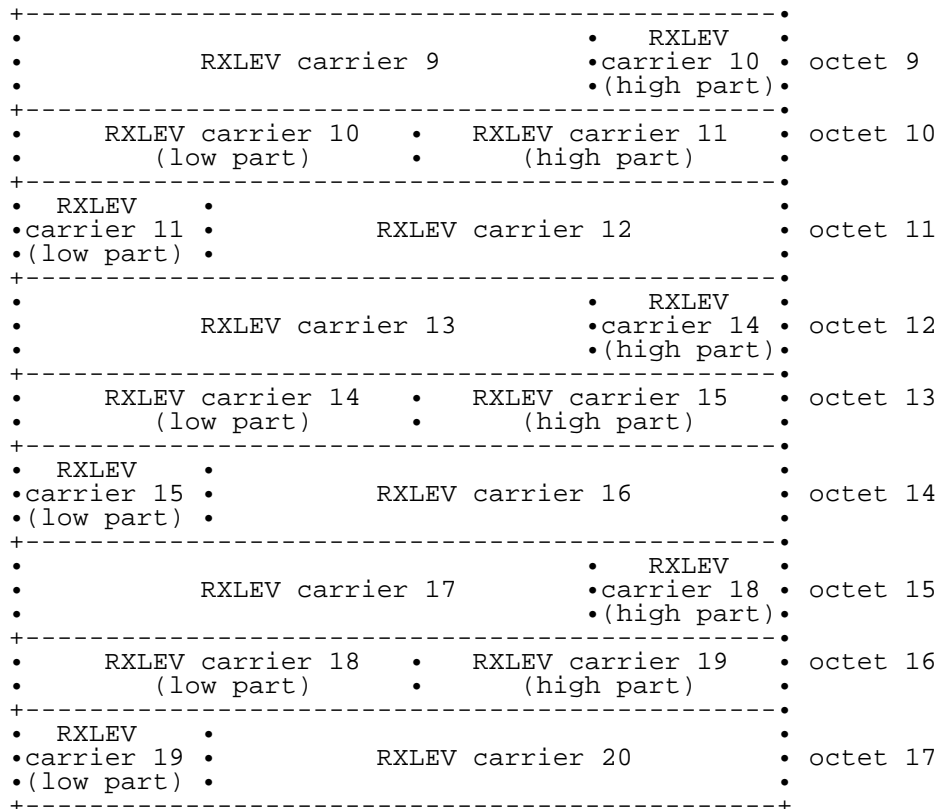 +-----------------------------------------------•
• • RXLEV •
• RXLEV carrier 9 •carrier 10 • octet 9
• •(high part)•
+-----------------------------------------------•
• RXLEV carrier 10 • RXLEV carrier 11 • octet 10
• (low part) • (high part) •
+-----------------------------------------------•
• RXLEV • •
•carrier 11 • RXLEV carrier 12 • octet 11
•(low part) • •
+-----------------------------------------------•
• • RXLEV •
• RXLEV carrier 13 •carrier 14 • octet 12
• •(high part)•
+-----------------------------------------------•
• RXLEV carrier 14 • RXLEV carrier 15 • octet 13
• (low part) • (high part) •
+-----------------------------------------------•
• RXLEV • •
•carrier 15 • RXLEV carrier 16 • octet 14
•(low part) • •
+-----------------------------------------------•
• • RXLEV •
• RXLEV carrier 17 •carrier 18 • octet 15
• •(high part)•
+-----------------------------------------------•
• RXLEV carrier 18 • RXLEV carrier 19 • octet 16
• (low part) • (high part) •
+-----------------------------------------------•
• RXLEV • •
•carrier 19 • RXLEV carrier 20 • octet 17
•(low part) • •
+-----------------------------------------------+